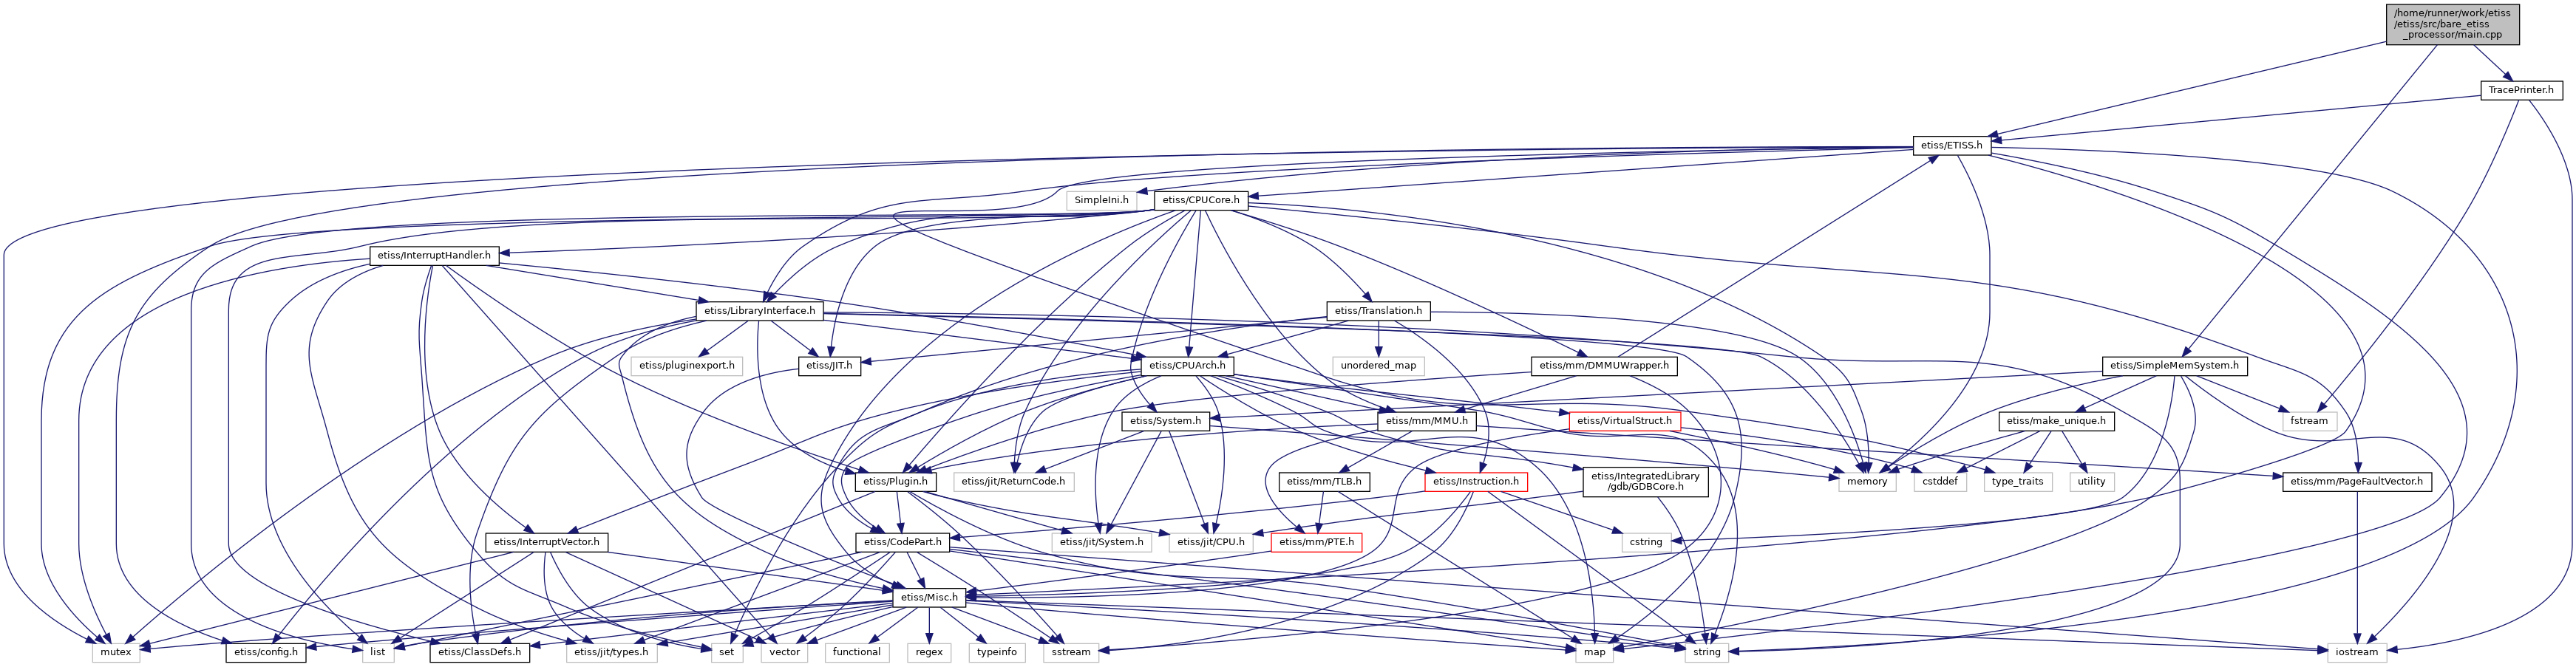 /home/runner/work/etiss
/etiss/src/bare_etiss
_processor/main.cpp
TracePrinter.h
etiss/ETISS.h
SimpleIni.h
etiss/CPUCore.h
etiss/InterruptHandler.h
etiss/LibraryInterface.h
etiss/Translation.h
etiss/pluginexport.h
etiss/JIT.h
etiss/CPUArch.h
unordered_map
etiss/mm/DMMUWrapper.h
etiss/SimpleMemSystem.h
etiss/System.h
etiss/mm/MMU.h
etiss/VirtualStruct.h
etiss/make_unique.h
fstream
etiss/Plugin.h
etiss/jit/ReturnCode.h
etiss/mm/TLB.h
etiss/Instruction.h
etiss/IntegratedLibrary
/gdb/GDBCore.h
memory
cstddef
type_traits
utility
etiss/mm/PageFaultVector.h
etiss/InterruptVector.h
etiss/CodePart.h
etiss/jit/System.h
etiss/jit/CPU.h
etiss/mm/PTE.h
cstring
etiss/Misc.h
mutex
etiss/config.h
list
etiss/ClassDefs.h
etiss/jit/types.h
set
vector
functional
regex
typeinfo
sstream
map
string
iostream